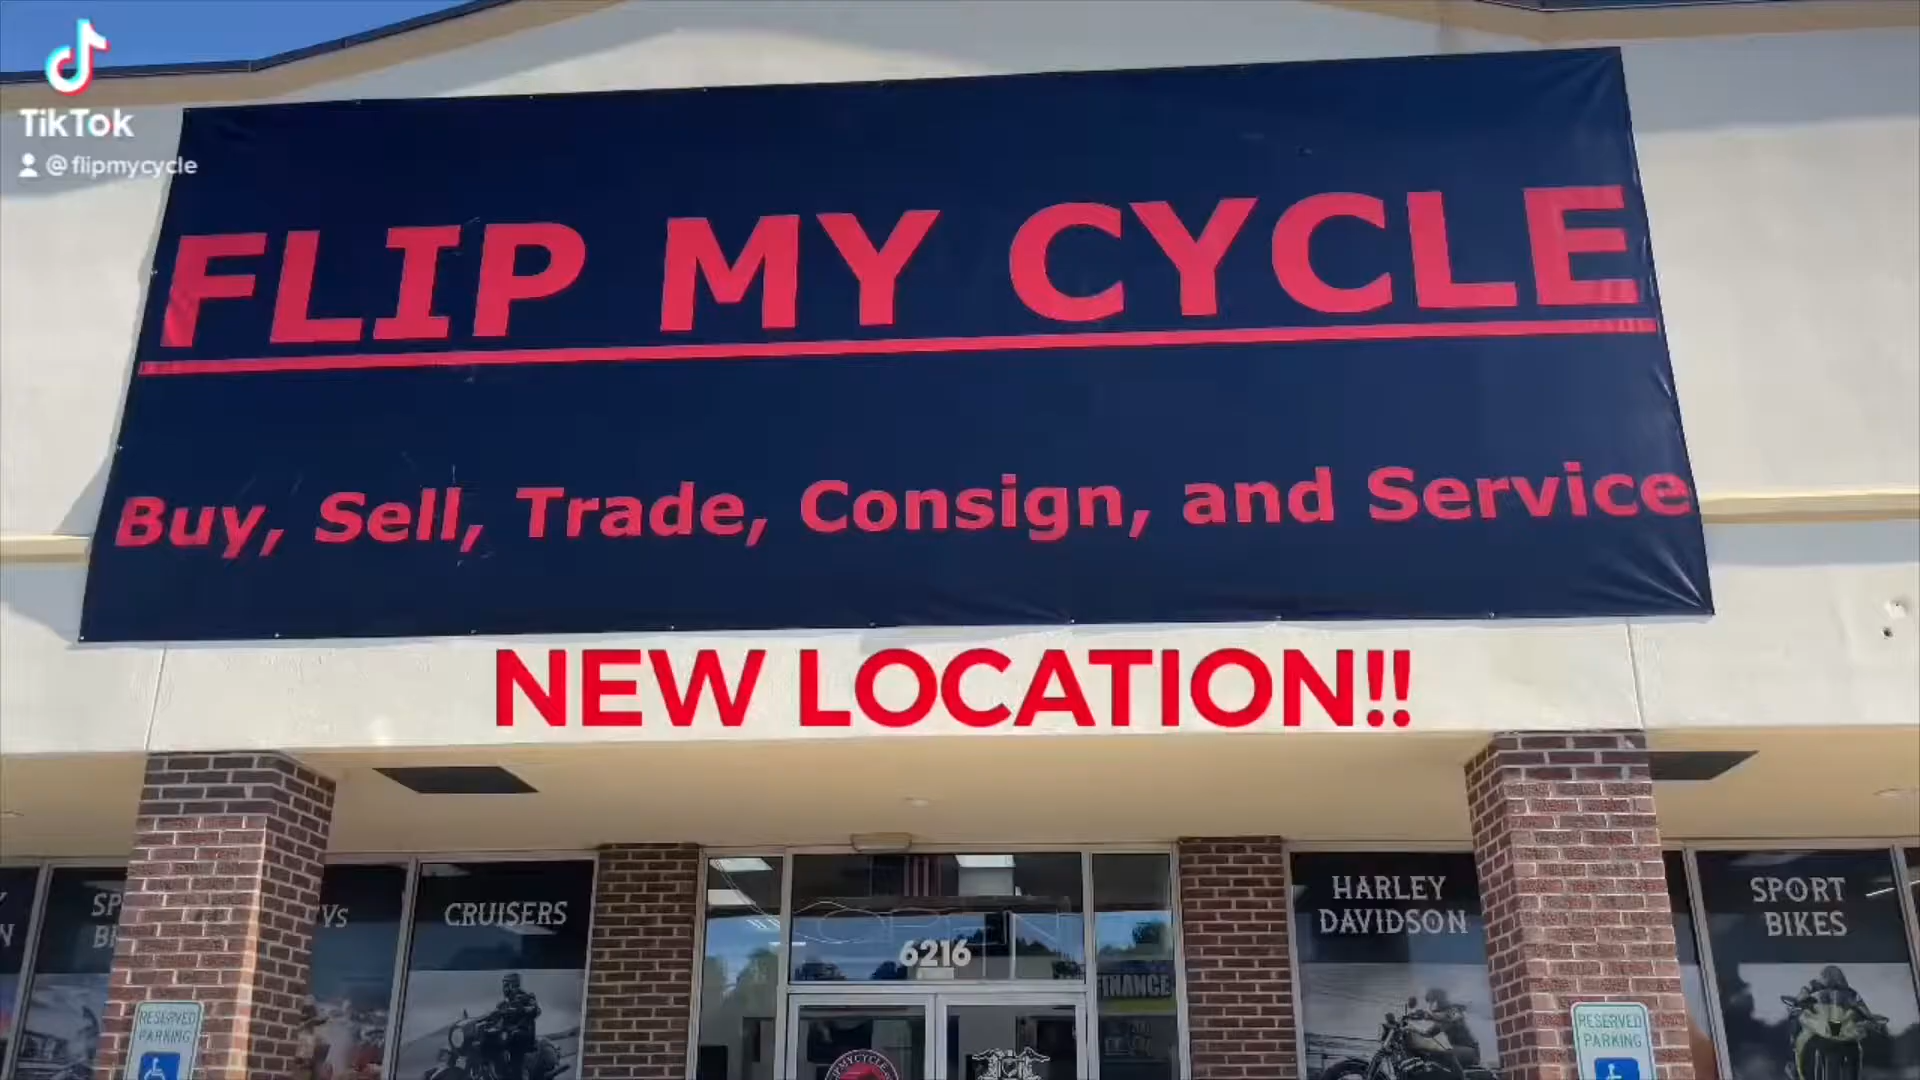 TikTok
@flipmycycle
FLIP MY CYCLE
Buy, Sell, Trade, Consign, and Service
NEW LOCATION!!
CRUISERS
6216
FINANCE
HARLEY
DAVIDSON
SPORT
BIKES
RESERVED
PARKING
RESERVED
PARKING